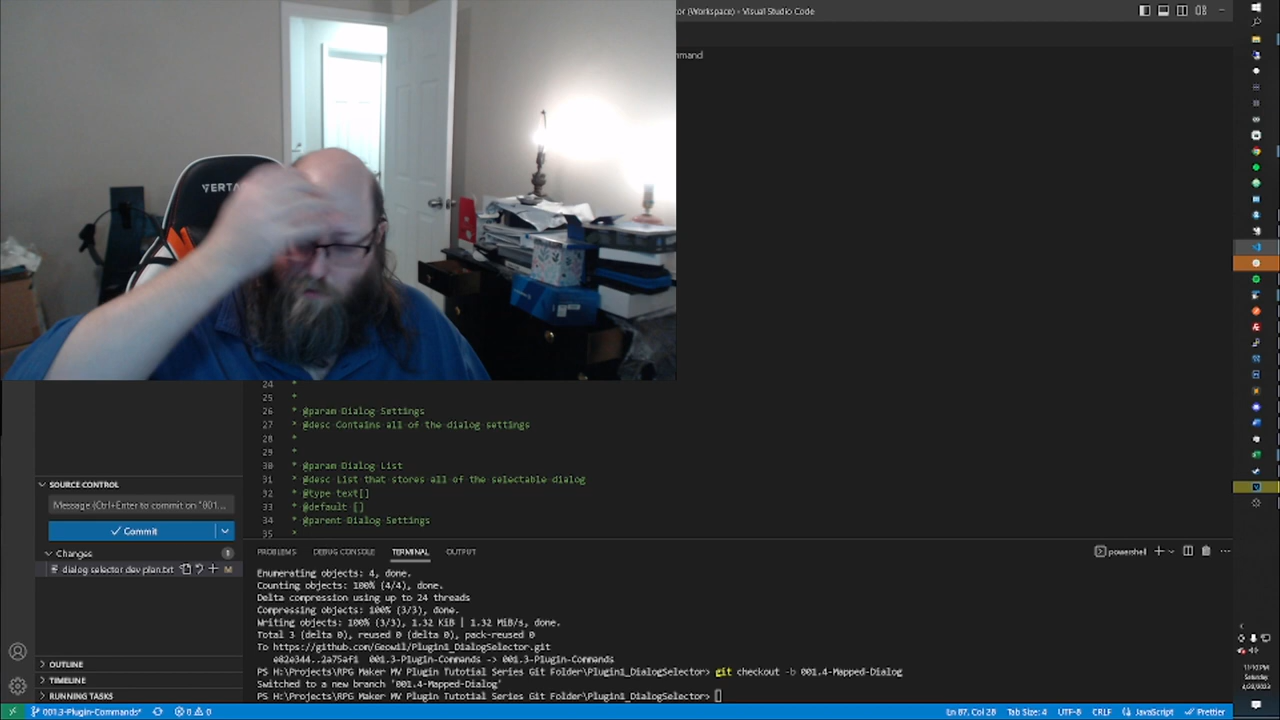 or (Workspace) - Visual Studio Code
mmand
VERTA
24
25 *
26 * @param Dialog Settings
27 * @desc Contains all of the dialog settings
28 *
29 *
30 * @param Dialog List
31 * @desc List that stores all of the selectable dialog
32 * @type text[]
33 * @default []
34 * @parent Dialog Settings
35 *
SOURCE CONTROL
Message (Ctrl+Enter to commit on "001...
Commit
Changes 1
dialog selector dev plan.txt M
OUTLINE
TIMELINE
RUNNING TASKS
PROBLEMS DEBUG CONSOLE TERMINAL OUTPUT
powershell
Enumerating objects: 4, done.
Counting objects: 100% (4/4), done.
Delta compression using up to 24 threads
Compressing objects: 100% (3/3), done.
Writing objects: 100% (3/3), 1.32 KiB | 1.32 MiB/s, done.
Total 3 (delta 0), reused 0 (delta 0), pack-reused 0
To https://github.com/Geowil/Plugin1_DialogSelector.git
e82e344..2a75af1 001.3-Plugin-Commands -> 001.3-Plugin-Commands
PS H:\Projects\RPG Maker MV Plugin Tutotial Series Git Folder\Plugin1_DialogSelector> git checkout -b 001.4-Mapped-Dialog
Switched to a new branch '001.4-Mapped-Dialog'
PS H:\Projects\RPG Maker MV Plugin Tutotial Series Git Folder\Plugin1_DialogSelector>
001.3-Plugin-Commands* 0 0 Ln 87, Col 28 Tab Size: 4 UTF-8 CRLF JavaScript Prettier
11:10 PM
Saturday